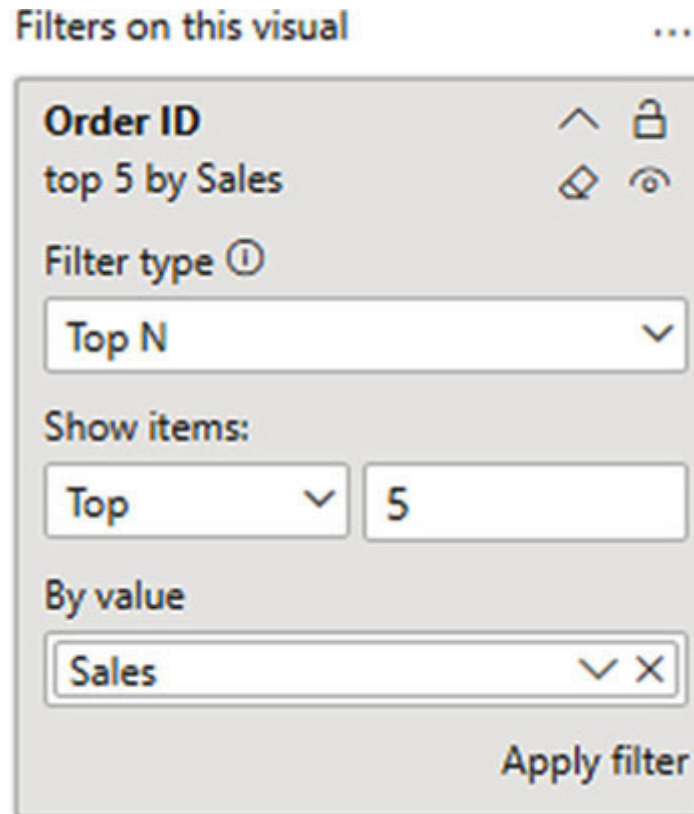 Filters on this visual ...
Order ID
top 5 by Sales
Filter type
Top N
Show items:
Top 5
By value
Sales
Apply filter